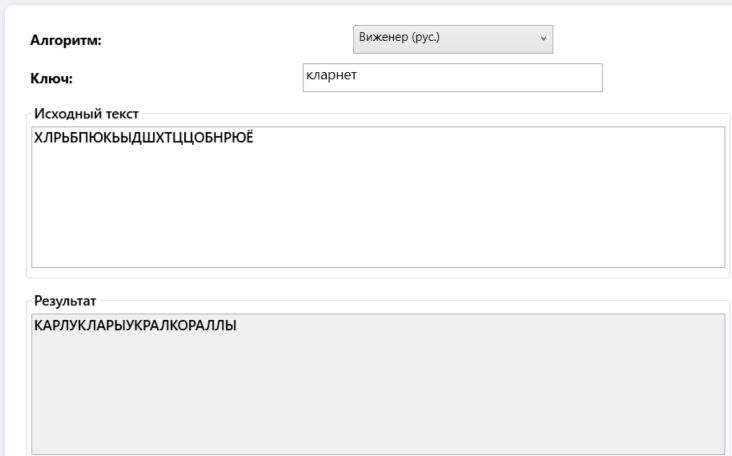 Алгоритм:
Виженер (рус.)
Ключ:
кларнет
Исходный текст
ХЛРЬБПЮКЬЫДШХТЦЦОБНРЮЁ
Результат
КАРЛУКЛАРЫУКРАЛКОРАЛЛЫ